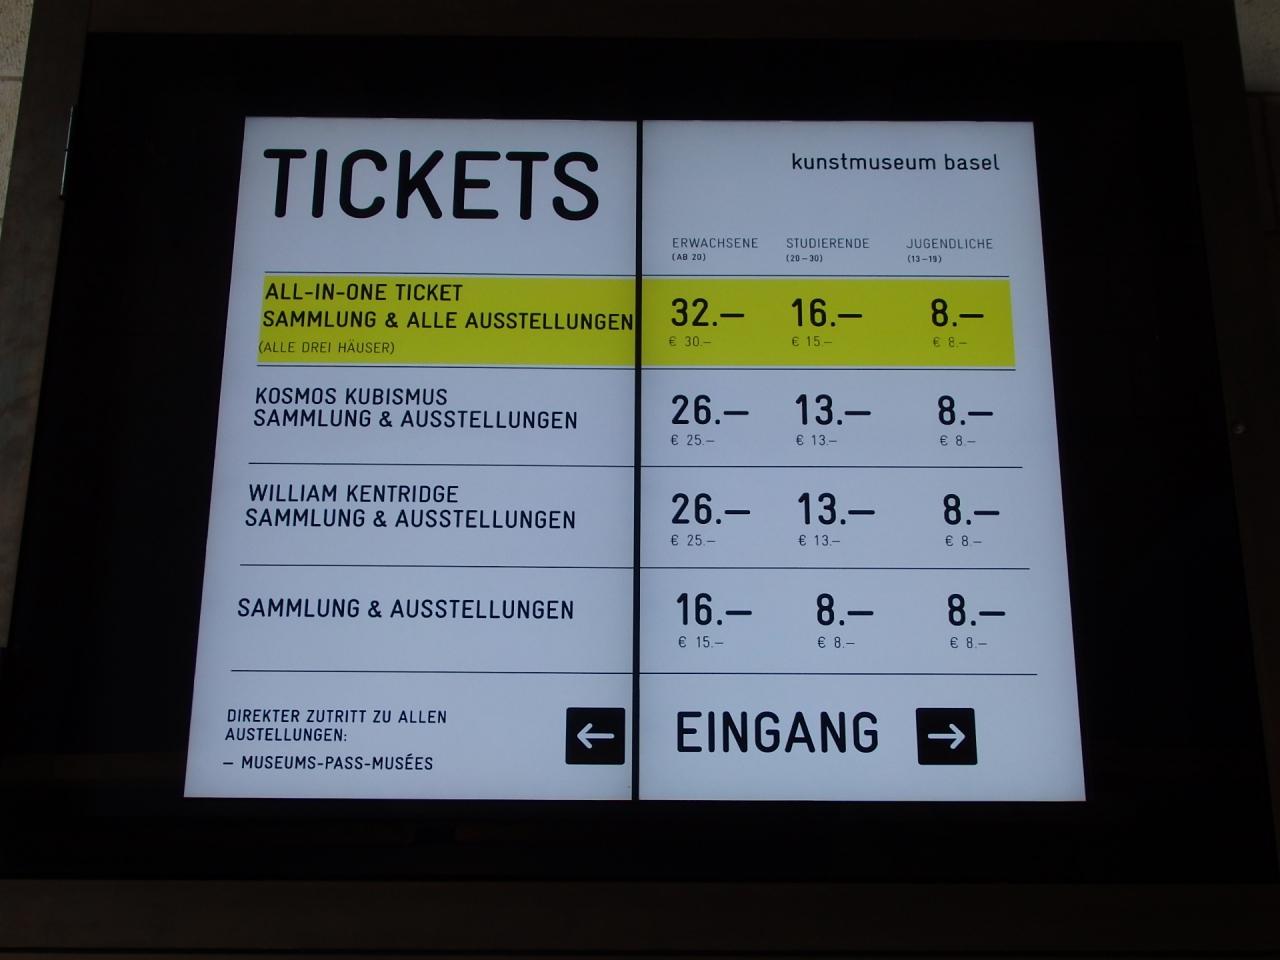 TICKETS
kunstmuseum basel
ERWACHSENE STUDIERENDE JUGENDLICHE
(AB 20) (20–30) (13–19)
ALL-IN-ONE TICKET
SAMMLUNG & ALLE AUSSTELLUNGEN 32.– 16.– 8.–
(ALLE DREI HÄUSER) € 30.– € 15.– € 8.–
KOSMOS KUBISMUS
SAMMLUNG & AUSSTELLUNGEN 26.– 13.– 8.–
€ 25.– € 13.– € 8.–
WILLIAM KENTRIDGE
SAMMLUNG & AUSSTELLUNGEN 26.– 13.– 8.–
€ 25.– € 13.– € 8.–
SAMMLUNG & AUSSTELLUNGEN 16.– 8.– 8.–
€ 15.– € 8.– € 8.–
DIREKTER ZUTRITT ZU ALLEN
AUSTELLUNGEN:
– MUSEUMS-PASS-MUSÉES
← EINGANG →